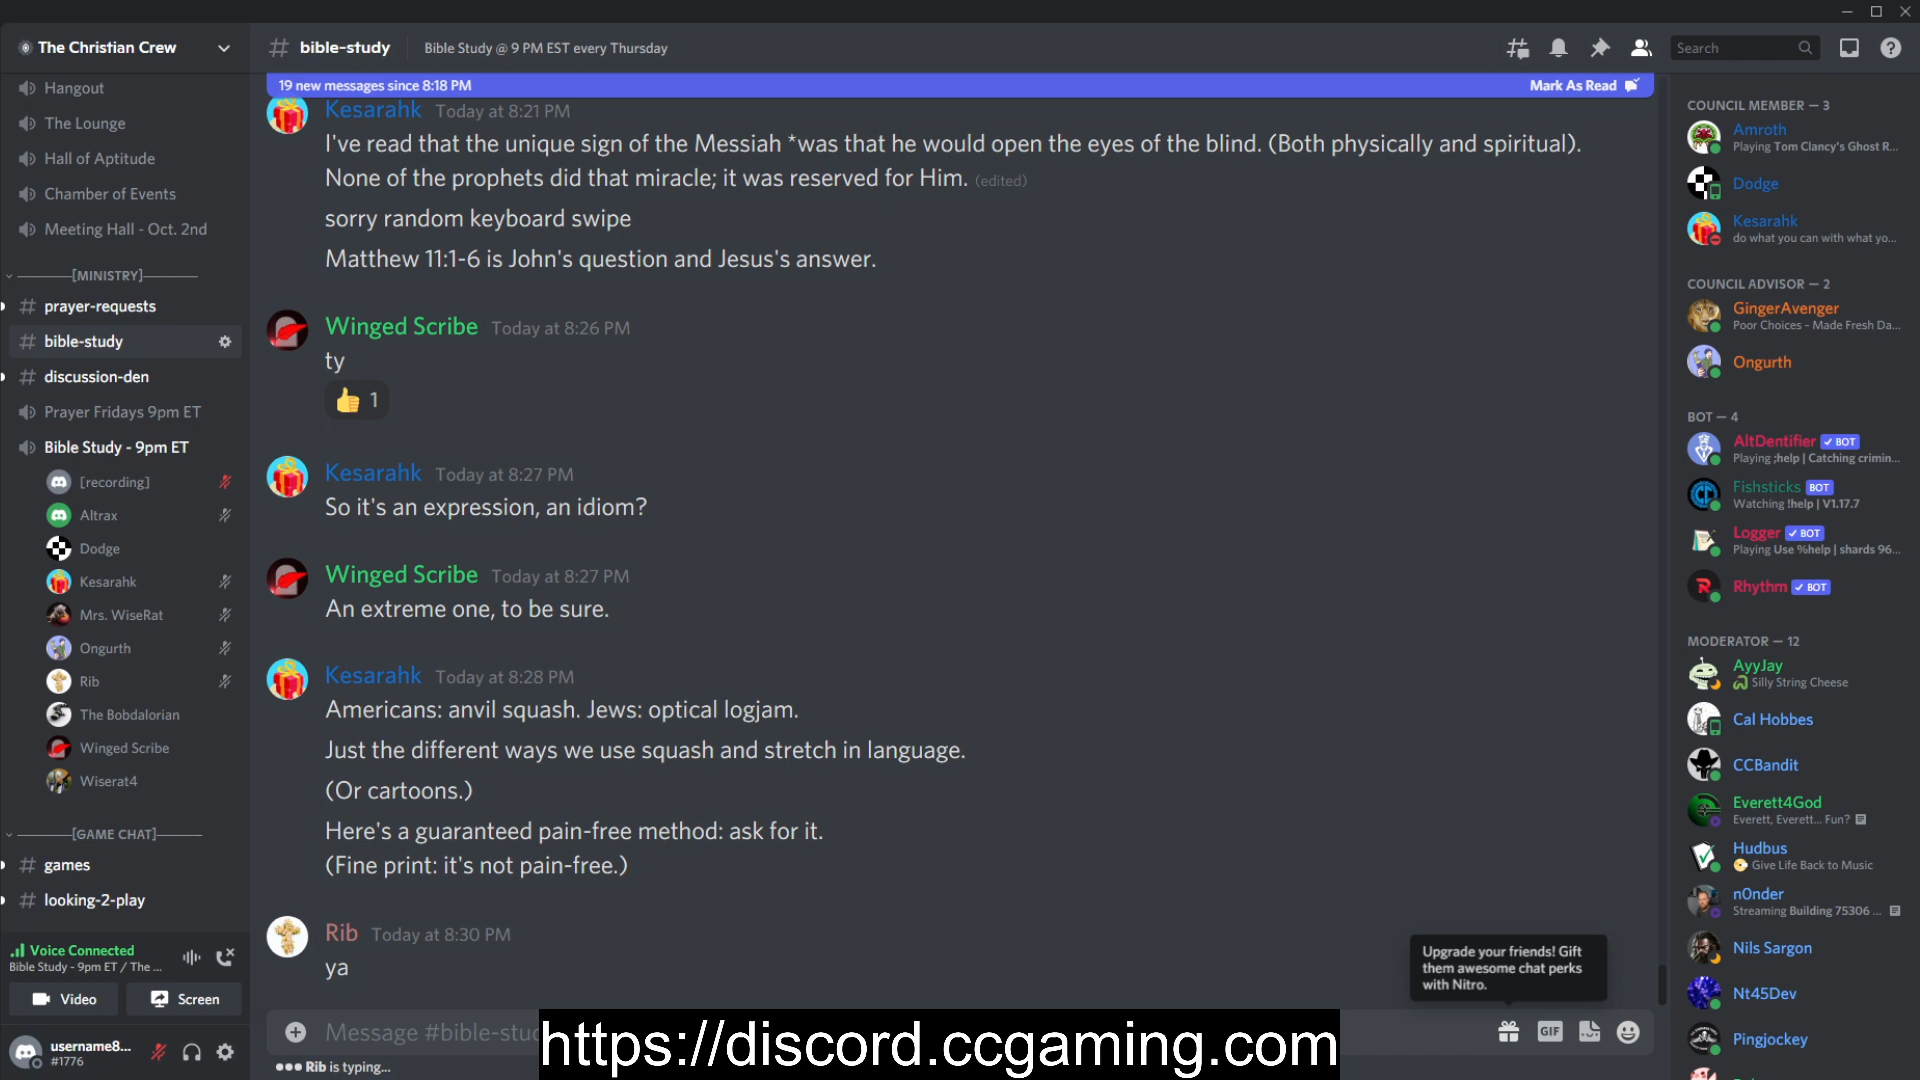 The Christian Crew
Hangout
The Lounge
Hall of Aptitude
Chamber of Events
Meeting Hall - Oct. 2nd
[MINISTRY]
prayer-requests
bible-study
discussion-den
Prayer Fridays 9pm ET
Bible Study - 9pm ET
[recording]
Altrax
Dodge
Kesarahk
Mrs. WiseRat
Ongurth
Rib
The Bobdalorian
Winged Scribe
Wiserat4
[GAME CHAT]
games
looking-2-play
Voice Connected
Bible Study - 9pm ET / The ...
Video
Screen
username8...
#1776
# bible-study
Bible Study @ 9 PM EST every Thursday
Search
19 new messages since 8:18 PM
Mark As Read
Kesarahk Today at 8:21 PM
I've read that the unique sign of the Messiah *was that he would open the eyes of the blind. (Both physically and spiritual).
None of the prophets did that miracle; it was reserved for Him. (edited)
sorry random keyboard swipe
Matthew 11:1-6 is John's question and Jesus's answer.
Winged Scribe Today at 8:26 PM
ty
👍 1
Kesarahk Today at 8:27 PM
So it's an expression, an idiom?
Winged Scribe Today at 8:27 PM
An extreme one, to be sure.
Kesarahk Today at 8:28 PM
Americans: anvil squash. Jews: optical logjam.
Just the different ways we use squash and stretch in language.
(Or cartoons.)
Here's a guaranteed pain-free method: ask for it.
(Fine print: it's not pain-free.)
Rib Today at 8:30 PM
ya
Upgrade your friends! Gift
them awesome chat perks
with Nitro.
Message #bible-stu
GIF
https://discord.ccgaming.com
Rib is typing...
COUNCIL MEMBER — 3
Amroth
Playing Tom Clancy's Ghost R...
Dodge
Kesarahk
do what you can with what yo...
COUNCIL ADVISOR — 2
GingerAvenger
Poor Choices - Made Fresh Da...
Ongurth
BOT — 4
AltDentifier ✓ BOT
Playing ;help | Catching crimin...
Fishsticks BOT
Watching !help | V1.17.7
Logger ✓ BOT
Playing Use %help | shards 96...
Rhythm ✓ BOT
MODERATOR — 12
AyyJay
Silly String Cheese
Cal Hobbes
CCBandit
Everett4God
Everett, Everett... Fun?
Hudbus
Give Life Back to Music
n0nder
Streaming Building 75306 ...
Nils Sargon
Nt45Dev
Pingjockey